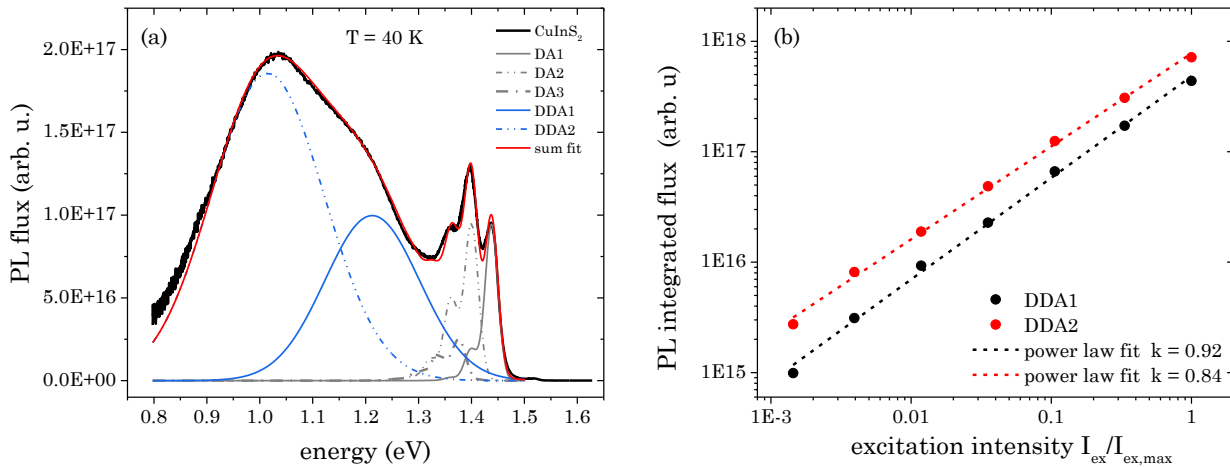 (a)
T = 40 K
CuInS₂
DA1
DA2
DA3
DDA1
DDA2
sum fit
2.0E+17
1.5E+17
1.0E+17
5.0E+16
0.0E+00
PL flux (arb. u.)
0.8 0.9 1.0 1.1 1.2 1.3 1.4 1.5 1.6
energy (eV)
(b)
1E18
1E17
1E16
1E15
PL integrated flux (arb. u)
DDA1
DDA2
power law fit k = 0.92
power law fit k = 0.84
1E-3 0.01 0.1 1
excitation intensity I_ex/I_ex,max